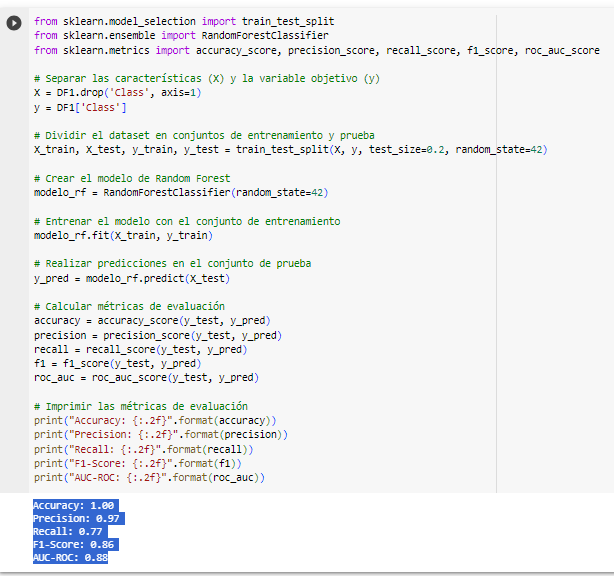 from sklearn.model_selection import train_test_split
from sklearn.ensemble import RandomForestClassifier
from sklearn.metrics import accuracy_score, precision_score, recall_score, f1_score, roc_auc_score
# Separar las características (X) y la variable objetivo (y)
X = DF1.drop('Class', axis=1)
y = DF1['Class']
# Dividir el dataset en conjuntos de entrenamiento y prueba
X_train, X_test, y_train, y_test = train_test_split(X, y, test_size=0.2, random_state=42)
# Crear el modelo de Random Forest
modelo_rf = RandomForestClassifier(random_state=42)
# Entrenar el modelo con el conjunto de entrenamiento
modelo_rf.fit(X_train, y_train)
# Realizar predicciones en el conjunto de prueba
y_pred = modelo_rf.predict(X_test)
# Calcular métricas de evaluación
accuracy = accuracy_score(y_test, y_pred)
precision = precision_score(y_test, y_pred)
recall = recall_score(y_test, y_pred)
f1 = f1_score(y_test, y_pred)
roc_auc = roc_auc_score(y_test, y_pred)
# Imprimir las métricas de evaluación
print("Accuracy: {:.2f}".format(accuracy))
print("Precision: {:.2f}".format(precision))
print("Recall: {:.2f}".format(recall))
print("F1-Score: {:.2f}".format(f1))
print("AUC-ROC: {:.2f}".format(roc_auc))
Accuracy: 1.00
Precision: 0.97
Recall: 0.77
F1-Score: 0.86
AUC-ROC: 0.88